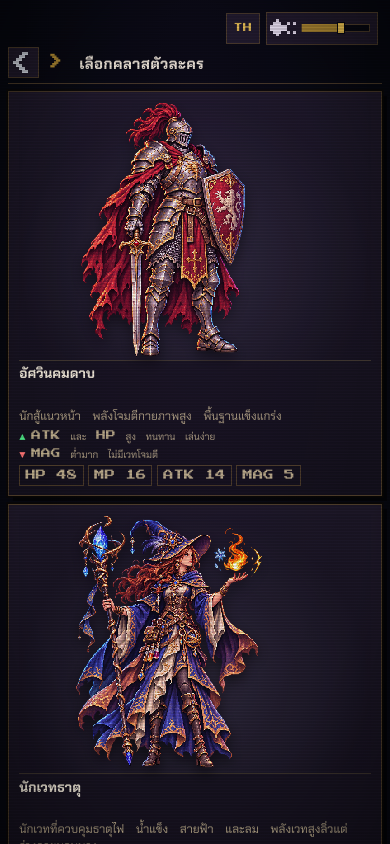 TH
เลือกคลาสตัวละคร
อัศวินคมดาบ
นักสู้แนวหน้า พลังโจมตีกายภาพสูง พื้นฐานแข็งแกร่ง
▲ ATK และ HP สูง ทนทาน เล่นง่าย
▼ MAG ต่ำมาก ไม่มีเวทโจมตี
HP 48 MP 16 ATK 14 MAG 5
นักเวทธาตุ
นักเวทที่ควบคุมธาตุไฟ น้ำแข็ง สายฟ้า และลม พลังเวทสูงลิ่วแต่